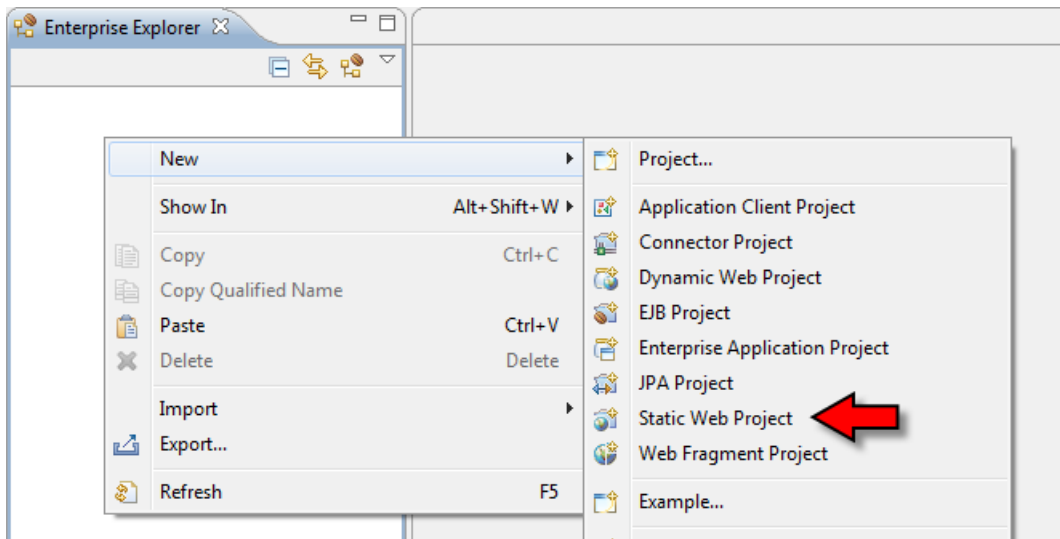 Enterprise Explorer
New
Show In Alt+Shift+W
Copy Ctrl+C
Copy Qualified Name
Paste Ctrl+V
Delete Delete
Import
Export...
Refresh F5
Project...
Application Client Project
Connector Project
Dynamic Web Project
EJB Project
Enterprise Application Project
JPA Project
Static Web Project
Web Fragment Project
Example...